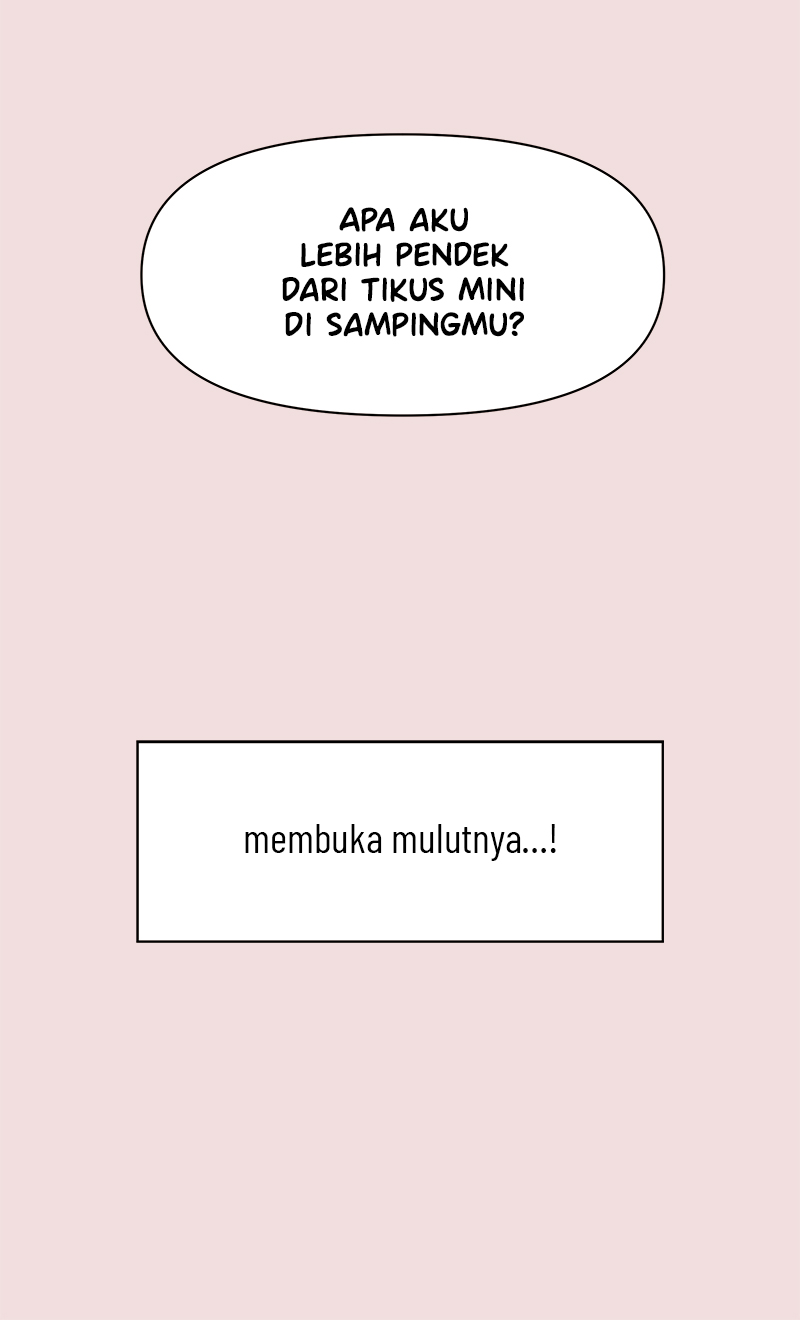 APA AKU
LEBIH PENDEK
DARI TIKUS MINI
DI SAMPINGMU?
membuka mulutnya...!